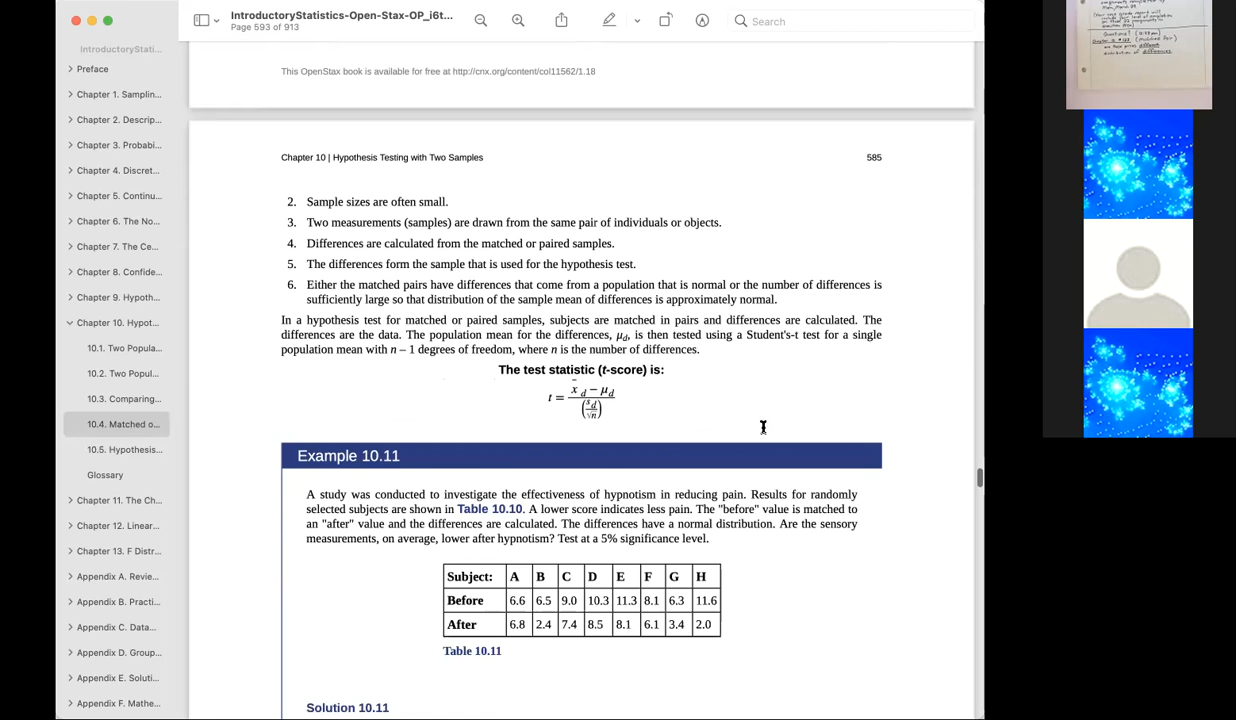 IntroductoryStatistics-Open-Stax-OP_i6t...
Page 593 of 913
Search
IntroductoryStati...
Preface
Chapter 1. Samplin...
Chapter 2. Descrip...
Chapter 3. Probabi...
Chapter 4. Discret...
Chapter 5. Continu...
Chapter 6. The No...
Chapter 7. The Ce...
Chapter 8. Confide...
Chapter 9. Hypoth...
Chapter 10. Hypot...
10.1. Two Popula...
10.2. Two Popul...
10.3. Comparing...
10.4. Matched o...
10.5. Hypothesis...
Glossary
Chapter 11. The Ch...
Chapter 12. Linear...
Chapter 13. F Distr...
Appendix A. Revie...
Appendix B. Practi...
Appendix C. Data...
Appendix D. Group...
Appendix E. Soluti...
Appendix F. Mathe...
This OpenStax book is available for free at http://cnx.org/content/col11562/1.18
Chapter 10 | Hypothesis Testing with Two Samples 585
2. Sample sizes are often small.
3. Two measurements (samples) are drawn from the same pair of individuals or objects.
4. Differences are calculated from the matched or paired samples.
5. The differences form the sample that is used for the hypothesis test.
6. Either the matched pairs have differences that come from a population that is normal or the number of differences is
sufficiently large so that distribution of the sample mean of differences is approximately normal.
In a hypothesis test for matched or paired samples, subjects are matched in pairs and differences are calculated. The
differences are the data. The population mean for the differences, μd, is then tested using a Student's-t test for a single
population mean with n – 1 degrees of freedom, where n is the number of differences.
The test statistic (t-score) is:
t = (x̄d − μd) / (sd/√n)
Example 10.11
A study was conducted to investigate the effectiveness of hypnotism in reducing pain. Results for randomly
selected subjects are shown in Table 10.10. A lower score indicates less pain. The "before" value is matched to
an "after" value and the differences are calculated. The differences have a normal distribution. Are the sensory
measurements, on average, lower after hypnotism? Test at a 5% significance level.
Subject: A B C D E F G H
Before 6.6 6.5 9.0 10.3 11.3 8.1 6.3 11.6
After 6.8 2.4 7.4 8.5 8.1 6.1 3.4 2.0
Table 10.11
Solution 10.11